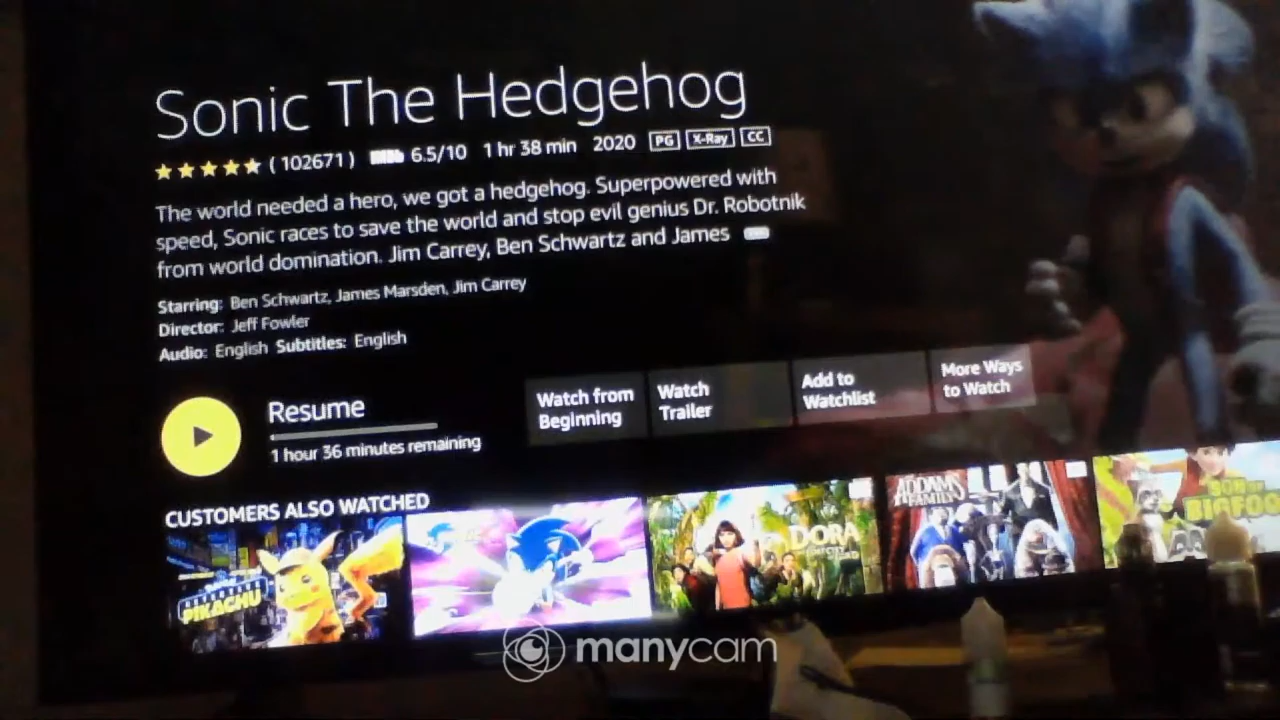 Sonic The Hedgehog
(102671) 6.5/10 1 hr 38 min 2020 PG X-Ray CC
The world needed a hero, we got a hedgehog. Superpowered with
speed, Sonic races to save the world and stop evil genius Dr. Robotnik
from world domination. Jim Carrey, Ben Schwartz and James
Starring: Ben Schwartz, James Marsden, Jim Carrey
Director: Jeff Fowler
Audio: English Subtitles: English
Resume
1 hour 36 minutes remaining
Watch from
Beginning
Watch
Trailer
Add to
Watchlist
More Ways
to Watch
CUSTOMERS ALSO WATCHED
PIKACHU
DORA
ADDAMS
FAMILY
SON OF
BIGFOO
manycam